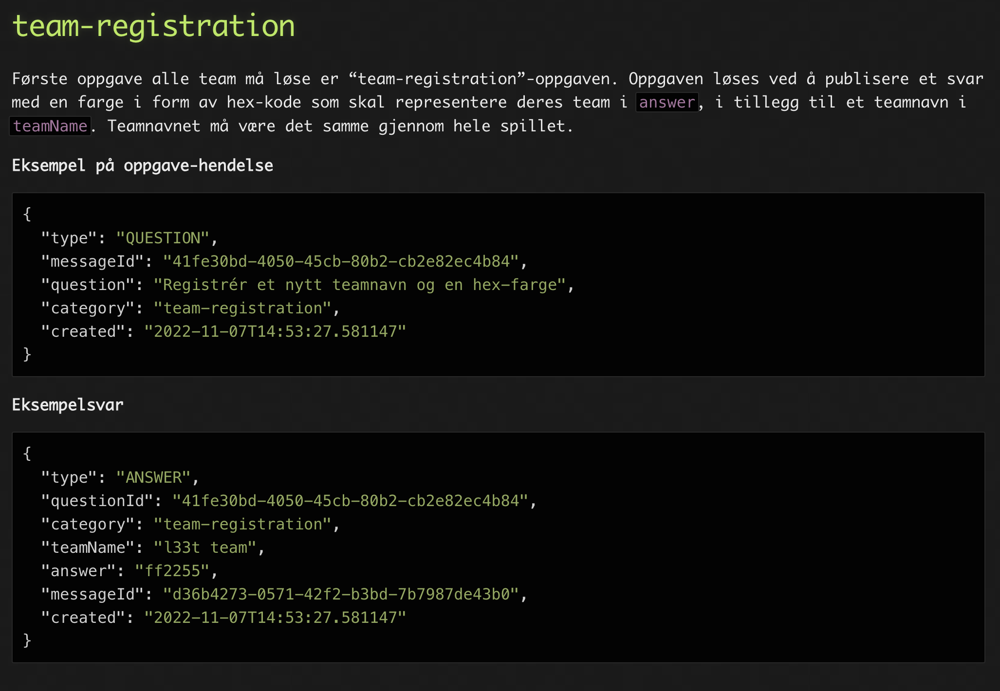 team-registration
Første oppgave alle team må løse er “team-registration”-oppgaven. Oppgaven løses ved å publisere et svar
med en farge i form av hex-kode som skal representere deres team i answer, i tillegg til et teamnavn i
teamName. Teamnavnet må være det samme gjennom hele spillet.
Eksempel på oppgave-hendelse
{
  "type": "QUESTION",
  "messageId": "41fe30bd-4050-45cb-80b2-cb2e82ec4b84",
  "question": "Registrér et nytt teamnavn og en hex-farge",
  "category": "team-registration",
  "created": "2022-11-07T14:53:27.581147"
}
Eksempelsvar
{
  "type": "ANSWER",
  "questionId": "41fe30bd-4050-45cb-80b2-cb2e82ec4b84",
  "category": "team-registration",
  "teamName": "l33t team",
  "answer": "ff2255",
  "messageId": "d36b4273-0571-42f2-b3bd-7b7987de43b0",
  "created": "2022-11-07T14:53:27.581147"
}